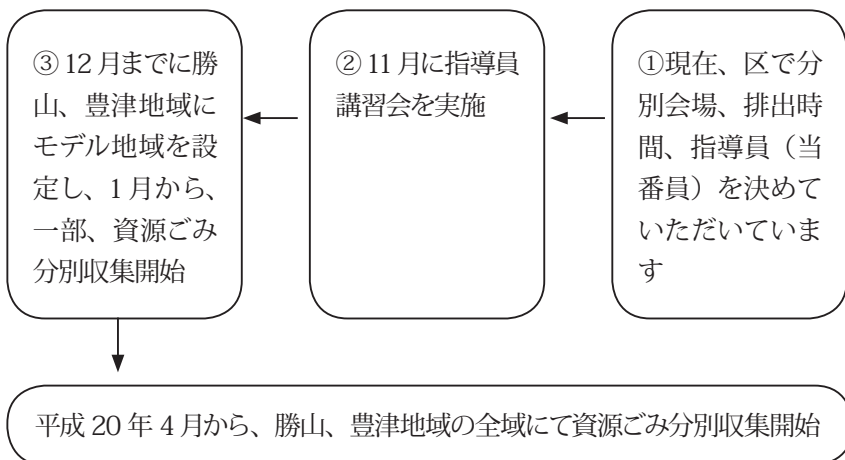 ①現在、区で分
別会場、排出時
間、指導員（当
番員）を決めて
いただいていま
す
②11月に指導員
講習会を実施
③12月までに勝
山、豊津地域に
モデル地域を設
定し、1月から、
一部、資源ごみ
分別収集開始
平成20年4月から、勝山、豊津地域の全域にて資源ごみ分別収集開始